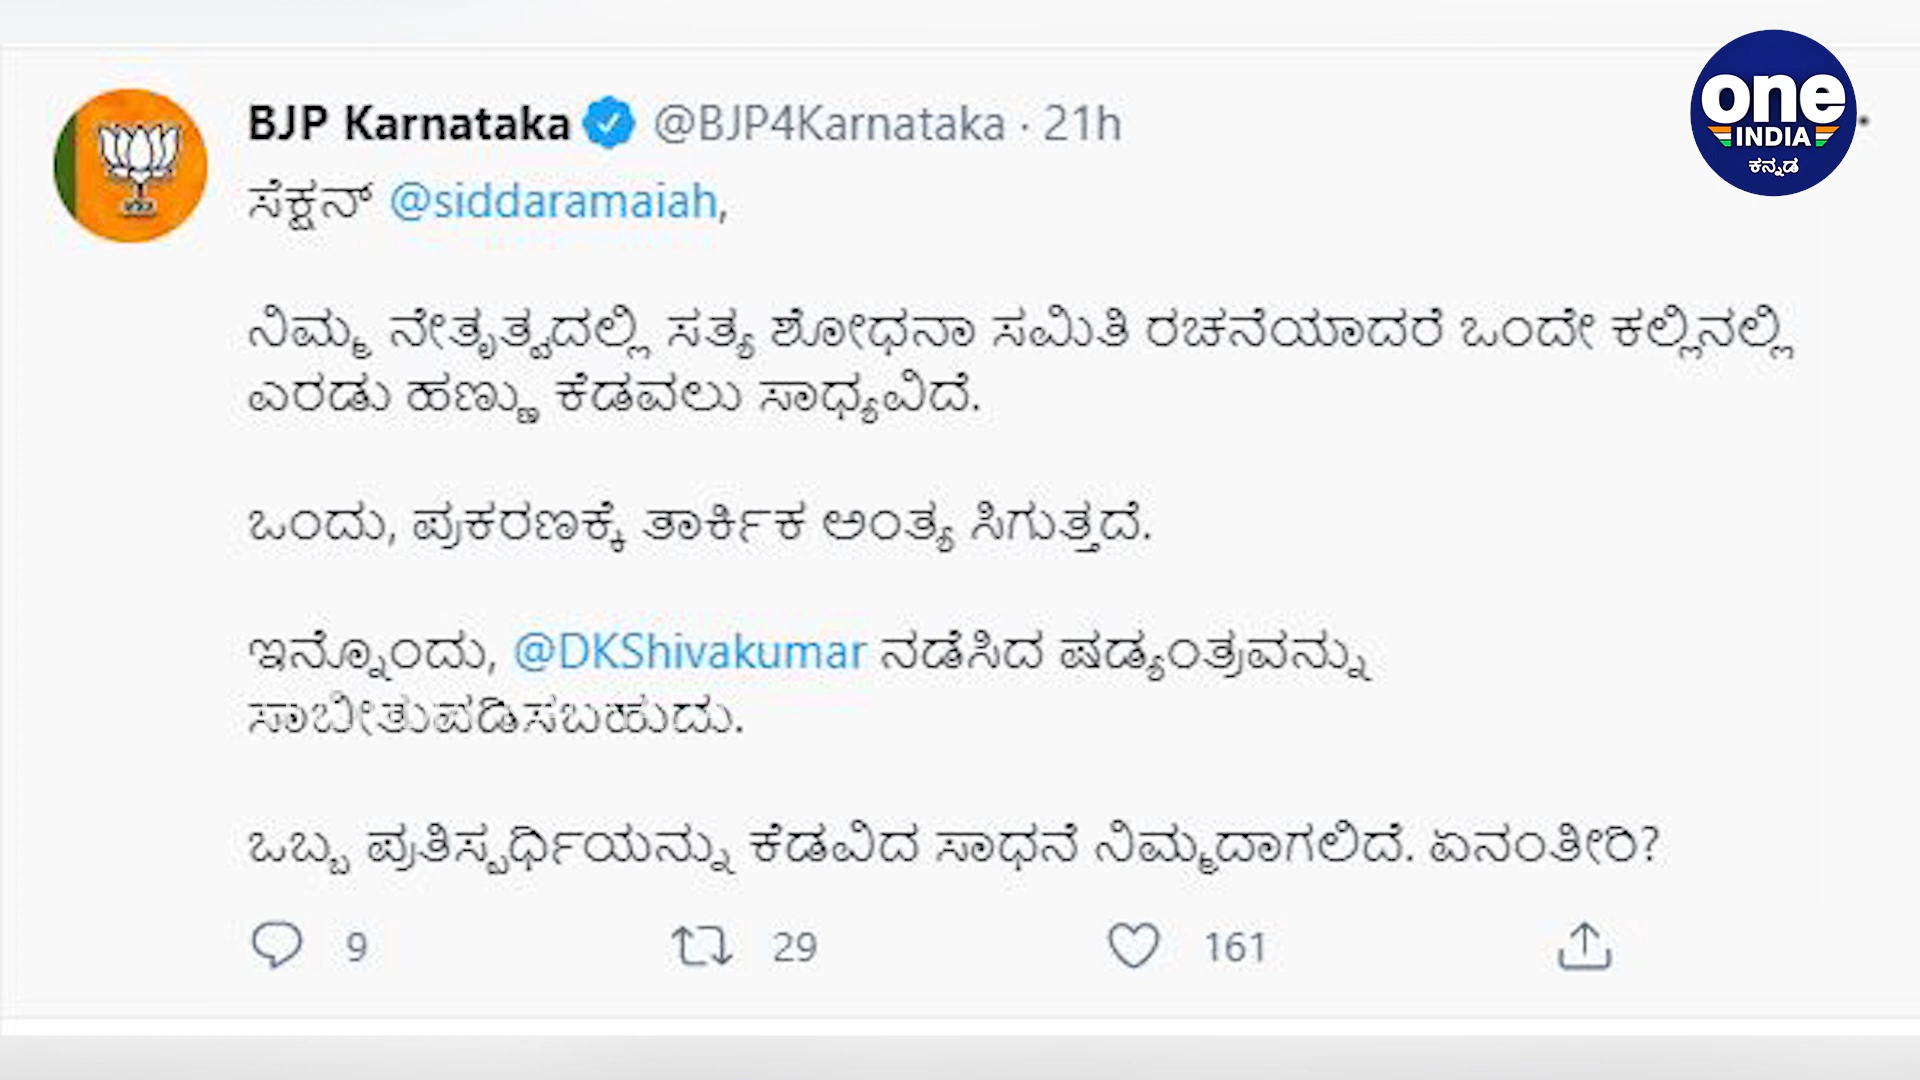 BJP Karnataka @BJP4Karnataka · 21h
one
INDIA
ಕನ್ನಡ
ಸೆಕ್ಷನ್ @siddaramaiah,
ನಿಮ್ಮ ನೇತೃತ್ವದಲ್ಲಿ ಸತ್ಯ ಶೋಧನಾ ಸಮಿತಿ ರಚನೆಯಾದರೆ ಒಂದೇ ಕಲ್ಲಿನಲ್ಲಿ
ಎರಡು ಹಣ್ಣು ಕೆಡವಲು ಸಾಧ್ಯವಿದೆ.
ಒಂದು, ಪ್ರಕರಣಕ್ಕೆ ತಾರ್ಕಿಕ ಅಂತ್ಯ ಸಿಗುತ್ತದೆ.
ಇನ್ನೊಂದು, @DKShivakumar ನಡೆಸಿದ ಷಡ್ಯಂತ್ರವನ್ನು
ಸಾಬೀತುಪಡಿಸಬಹುದು.
ಒಬ್ಬ ಪ್ರತಿಸ್ಪರ್ಧಿಯನ್ನು ಕೆಡವಿದ ಸಾಧನೆ ನಿಮ್ಮದಾಗಲಿದೆ. ಏನಂತೀರಿ?
9 29 161